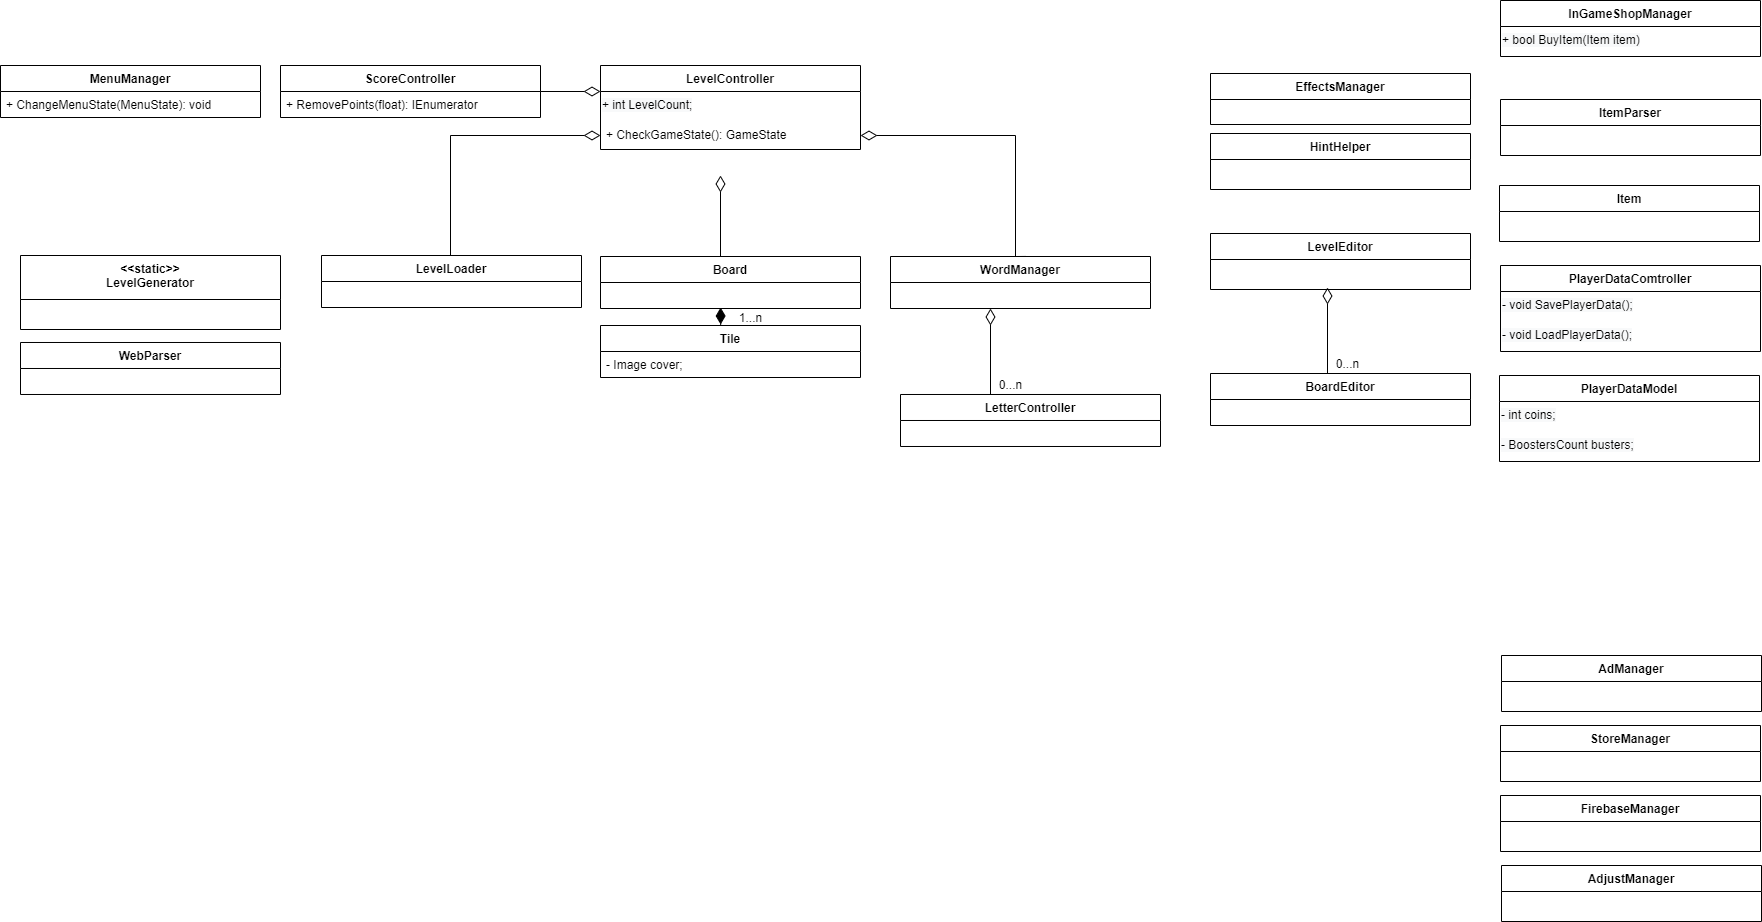 InGameShopManager
+ bool BuyItem(Item item)
MenuManager
+ ChangeMenuState(MenuState): void
ScoreController
+ RemovePoints(float): IEnumerator
LevelController
+ int LevelCount;
+ CheckGameState(): GameState
EffectsManager
HintHelper
ItemParser
Item
<<static>>
LevelGenerator
WebParser
LevelLoader
Board
1...n
Tile
- Image cover;
WordManager
0...n
LetterController
LevelEditor
0...n
BoardEditor
PlayerDataComtroller
- void SavePlayerData();
- void LoadPlayerData();
PlayerDataModel
- int coins;
- BoostersCount busters;
AdManager
StoreManager
FirebaseManager
AdjustManager